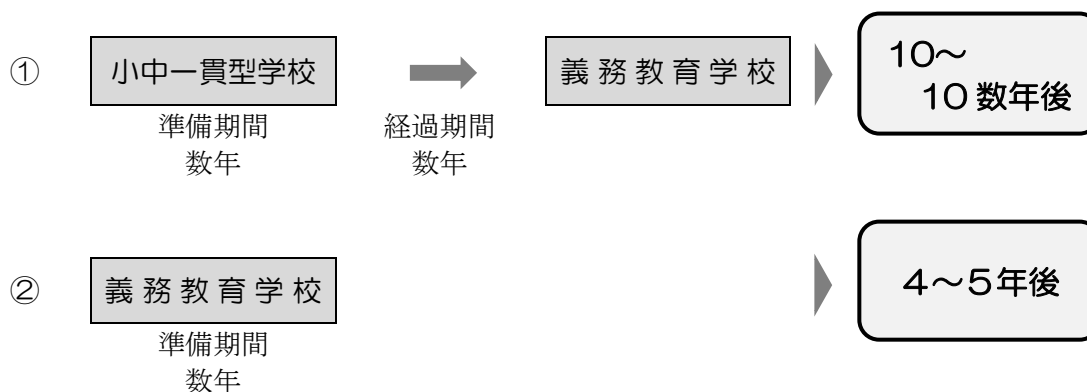 ① 小中一貫型学校 義務教育学校 10～
10数年後
準備期間 経過期間
数年 数年
② 義務教育学校 4～5年後
準備期間
数年